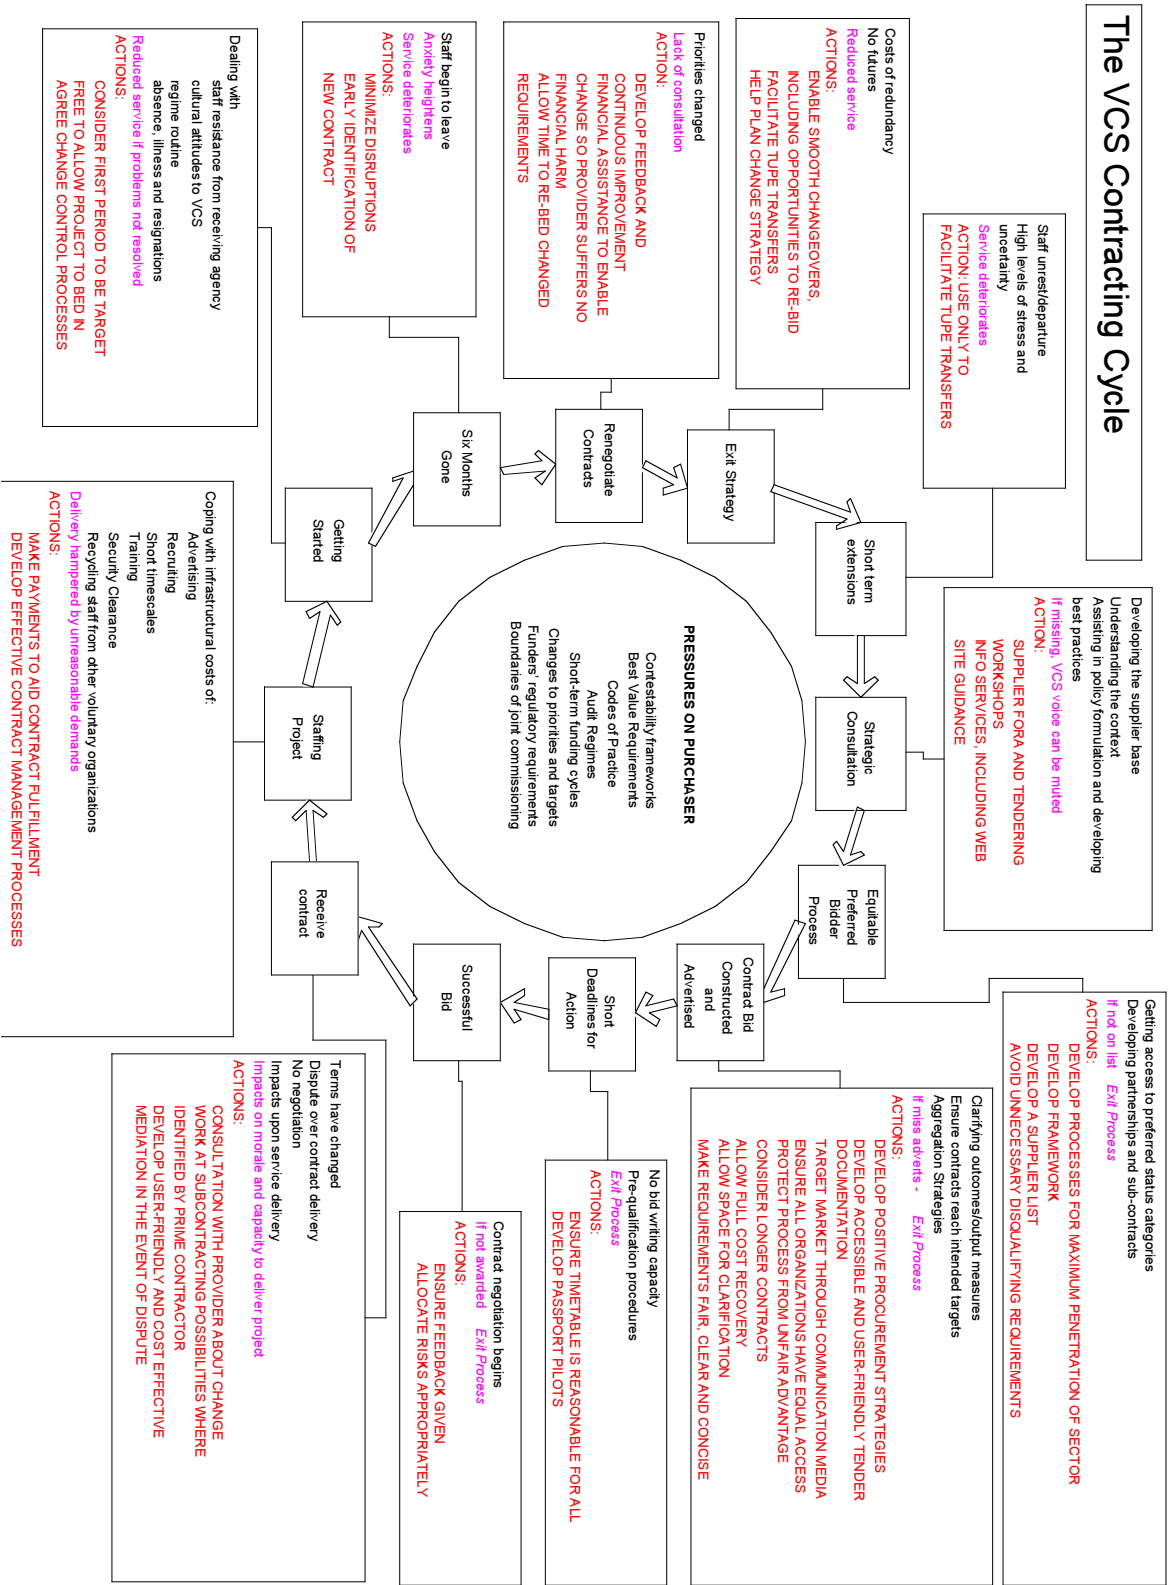 The VCS Contracting Cycle
Staff unrest/departure
High levels of stress and
uncertainty
Service deteriorates
ACTION: USE ONLY TO
FACILITATE TUPE TRANSFERS
Developing the supplier base
Understanding the context
Assisting in policy formulation and developing
best practices
If missing, VCS voice can be muted
ACTION:
SUPPLIER FORA AND TENDERING
WORKSHOPS
INFO SERVICES, INCLUDING WEB
SITE GUIDANCE
Getting access to preferred status categories
Developing partnerships and sub-contracts
If not on list Exit Process
ACTIONS:
DEVELOP PROCESSES FOR MAXIMUM PENETRATION OF SECTOR
DEVELOP FRAMEWORK
DEVELOP A SUPPLIER LIST
AVOID UNNECESSARY DISQUALIFYING REQUIREMENTS
Costs of redundancy
No futures
Reduced service
ACTIONS:
ENABLE SMOOTH CHANGEOVERS,
INCLUDING OPPORTUNITIES TO RE-BID
FACILITATE TUPE TRANSFERS
HELP PLAN CHANGE STRATEGY
Short term
extensions
Strategic
Consultation
Equitable
Preferred
Bidder
Process
Clarifying outcomes/output measures
Ensure contracts reach intended targets
Aggregation Strategies
If miss adverts - Exit Process
ACTIONS:
DEVELOP POSITIVE PROCUREMENT STRATEGIES
DEVELOP ACCESSIBLE AND USER-FRIENDLY TENDER
DOCUMENTATION
TARGET MARKET THROUGH COMMUNICATION MEDIA
ENSURE ALL ORGANIZATIONS HAVE EQUAL ACCESS
PROTECT PROCESS FROM UNFAIR ADVANTAGE
CONSIDER LONGER CONTRACTS
ALLOW FULL COST RECOVERY
ALLOW SPACE FOR CLARIFICATION
MAKE REQUIREMENTS FAIR, CLEAR AND CONCISE
Exit Strategy
Contract Bid
Constructed
and
Advertised
Priorities changed
Lack of consultation
ACTION:
DEVELOP FEEDBACK AND
CONTINUOUS IMPROVEMENT
FINANCIAL ASSISTANCE TO ENABLE
CHANGE SO PROVIDER SUFFERS NO
FINANCIAL HARM
ALLOW TIME TO RE-BED CHANGED
REQUIREMENTS
Renegotiate
Contracts
PRESSURES ON PURCHASER
Contestability frameworks
Best Value Requirements
Codes of Practice
Audit Regimes
Short-term funding cycles
Changes to priorities and targets
Funders' regulatory requirements
Boundaries of joint commissioning
Short
Deadlines for
Action
No bid writing capacity
Pre-qualification procedures
Exit Process
ACTIONS:
ENSURE TIMETABLE IS REASONABLE FOR ALL
DEVELOP PASSPORT PILOTS
Staff begin to leave
Anxiety heightens
Service deteriorates
ACTIONS:
MINIMIZE DISRUPTIONS
EARLY IDENTIFICATION OF
NEW CONTRACT
Six Months
Gone
Successful
Bid
Contract negotiation begins
If not awarded Exit Process
ACTIONS:
ENSURE FEEDBACK GIVEN
ALLOCATE RISKS APPROPRIATELY
Getting
Started
Staffing
Project
Receive
contract
Dealing with
staff resistance from receiving agency
cultural attitudes to VCS
regime routine
absence, illness and resignations
Reduced service if problems not resolved
ACTIONS:
CONSIDER FIRST PERIOD TO BE TARGET
FREE TO ALLOW PROJECT TO BED IN
AGREE CHANGE CONTROL PROCESSES
Coping with infrastructural costs of:
Advertising
Recruiting
Short timescales
Training
Security Clearance
Recycling staff from other voluntary organizations
Delivery hampered by unreasonable demands
ACTIONS:
MAKE PAYMENTS TO AID CONTRACT FULFILLMENT
DEVELOP EFFECTIVE CONTRACT MANAGEMENT PROCESSES
Terms have changed
Dispute over contract delivery
No negotiation
Impacts upon service delivery
Impacts on morale and capacity to deliver project
ACTIONS:
CONSULTATION WITH PROVIDER ABOUT CHANGE
WORK AT SUBCONTRACTING POSSIBILITIES WHERE
IDENTIFIED BY PRIME CONTRACTOR
DEVELOP USER-FRIENDLY AND COST EFFECTIVE
MEDIATION IN THE EVENT OF DISPUTE